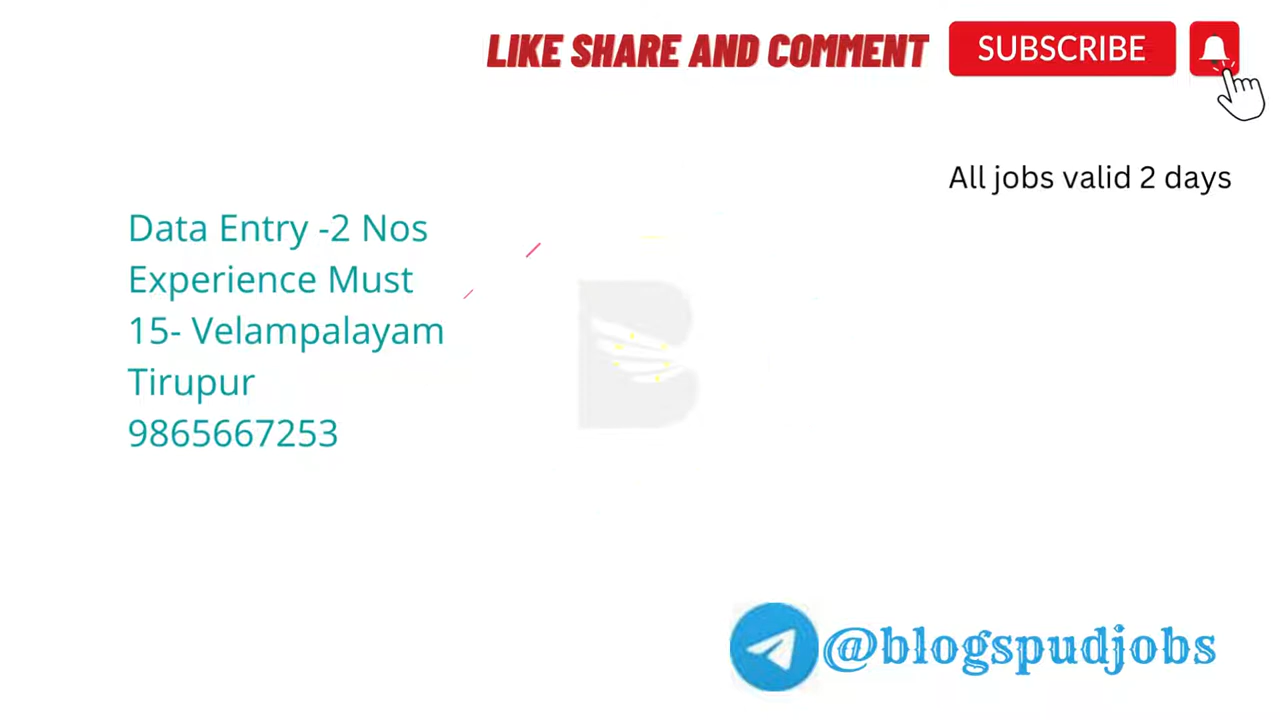 LIKE SHARE AND COMMENT
SUBSCRIBE
All jobs valid 2 days
Data Entry -2 Nos
Experience Must
15- Velampalayam
Tirupur
9865667253
@blogspudjobs